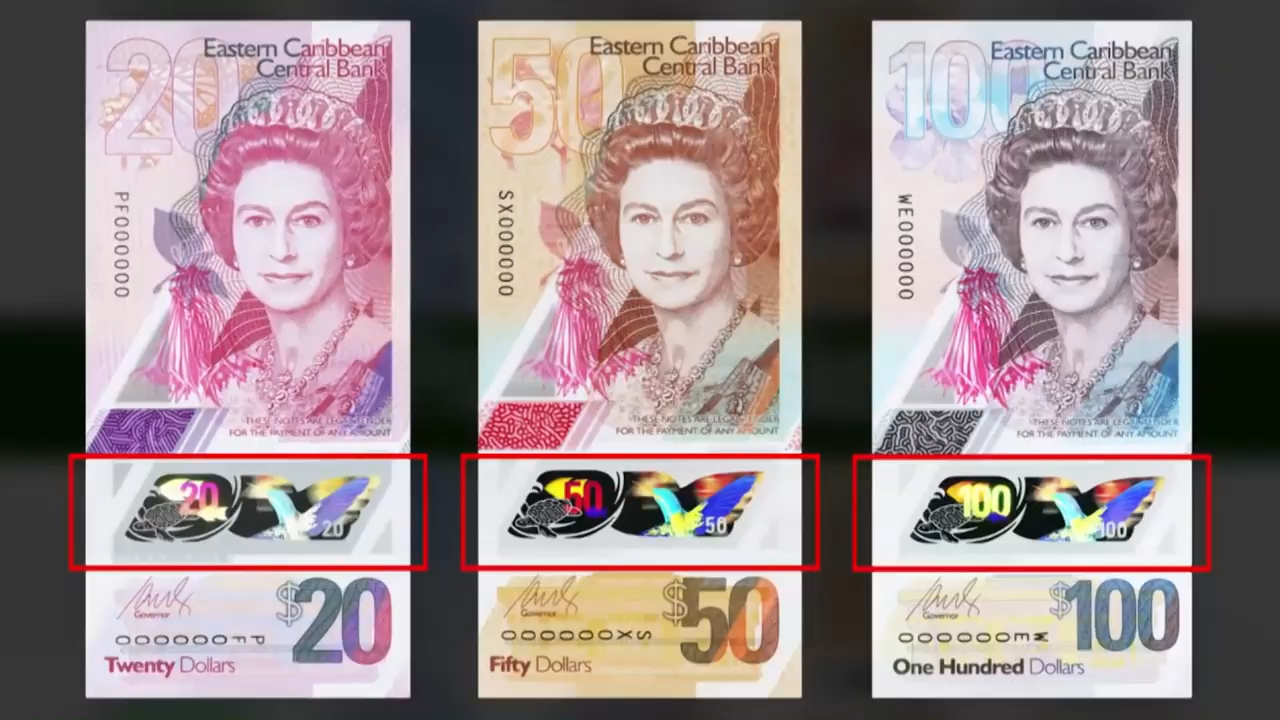 20
Eastern Caribbean
Central Bank
PF000000
THESE NOTES ARE LEGAL TENDER
FOR THE PAYMENT OF ANY AMOUNT
20
20
Governor
$20
PF000000
Twenty Dollars
50
Eastern Caribbean
Central Bank
SX000000
THESE NOTES ARE LEGAL TENDER
FOR THE PAYMENT OF ANY AMOUNT
50
50
Governor
$50
SX000000
Fifty Dollars
100
Eastern Caribbean
Central Bank
WE000000
THESE NOTES ARE LEGAL TENDER
FOR THE PAYMENT OF ANY AMOUNT
100
100
Governor
$100
WE000000
One Hundred Dollars